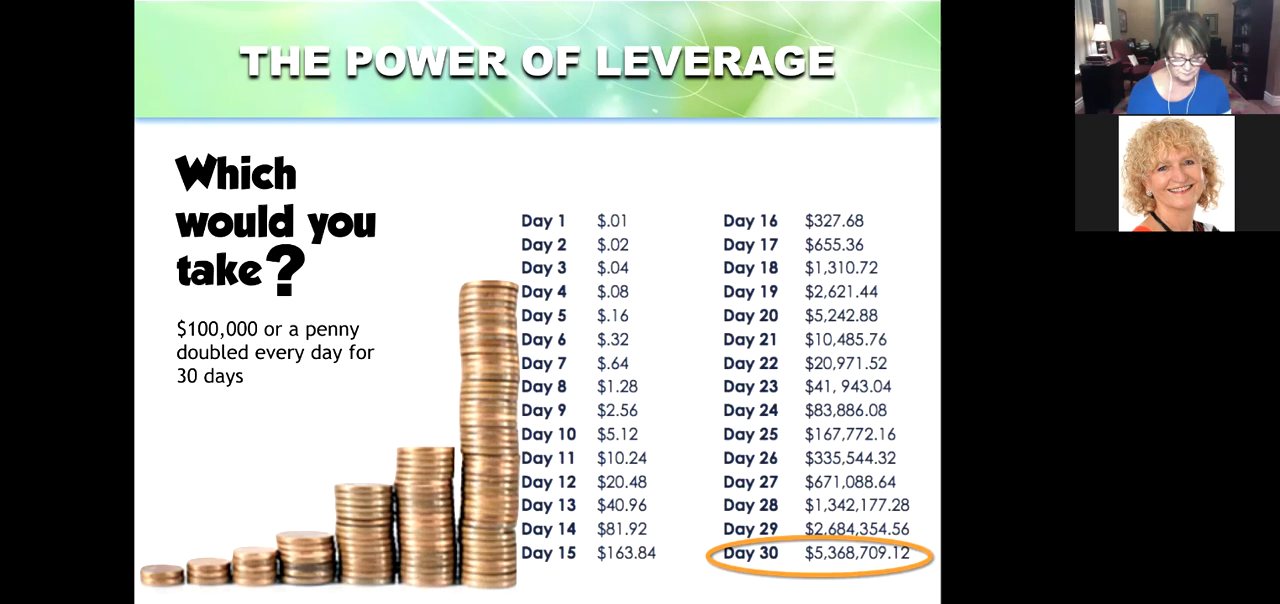 THE POWER OF LEVERAGE
Which
would you
take?
$100,000 or a penny
doubled every day for
30 days
Day 1 $.01
Day 2 $.02
Day 3 $.04
Day 4 $.08
Day 5 $.16
Day 6 $.32
Day 7 $.64
Day 8 $1.28
Day 9 $2.56
Day 10 $5.12
Day 11 $10.24
Day 12 $20.48
Day 13 $40.96
Day 14 $81.92
Day 15 $163.84
Day 16 $327.68
Day 17 $655.36
Day 18 $1,310.72
Day 19 $2,621.44
Day 20 $5,242.88
Day 21 $10,485.76
Day 22 $20,971.52
Day 23 $41, 943.04
Day 24 $83,886.08
Day 25 $167,772.16
Day 26 $335,544.32
Day 27 $671,088.64
Day 28 $1,342,177.28
Day 29 $2,684,354.56
Day 30 $5,368,709.12